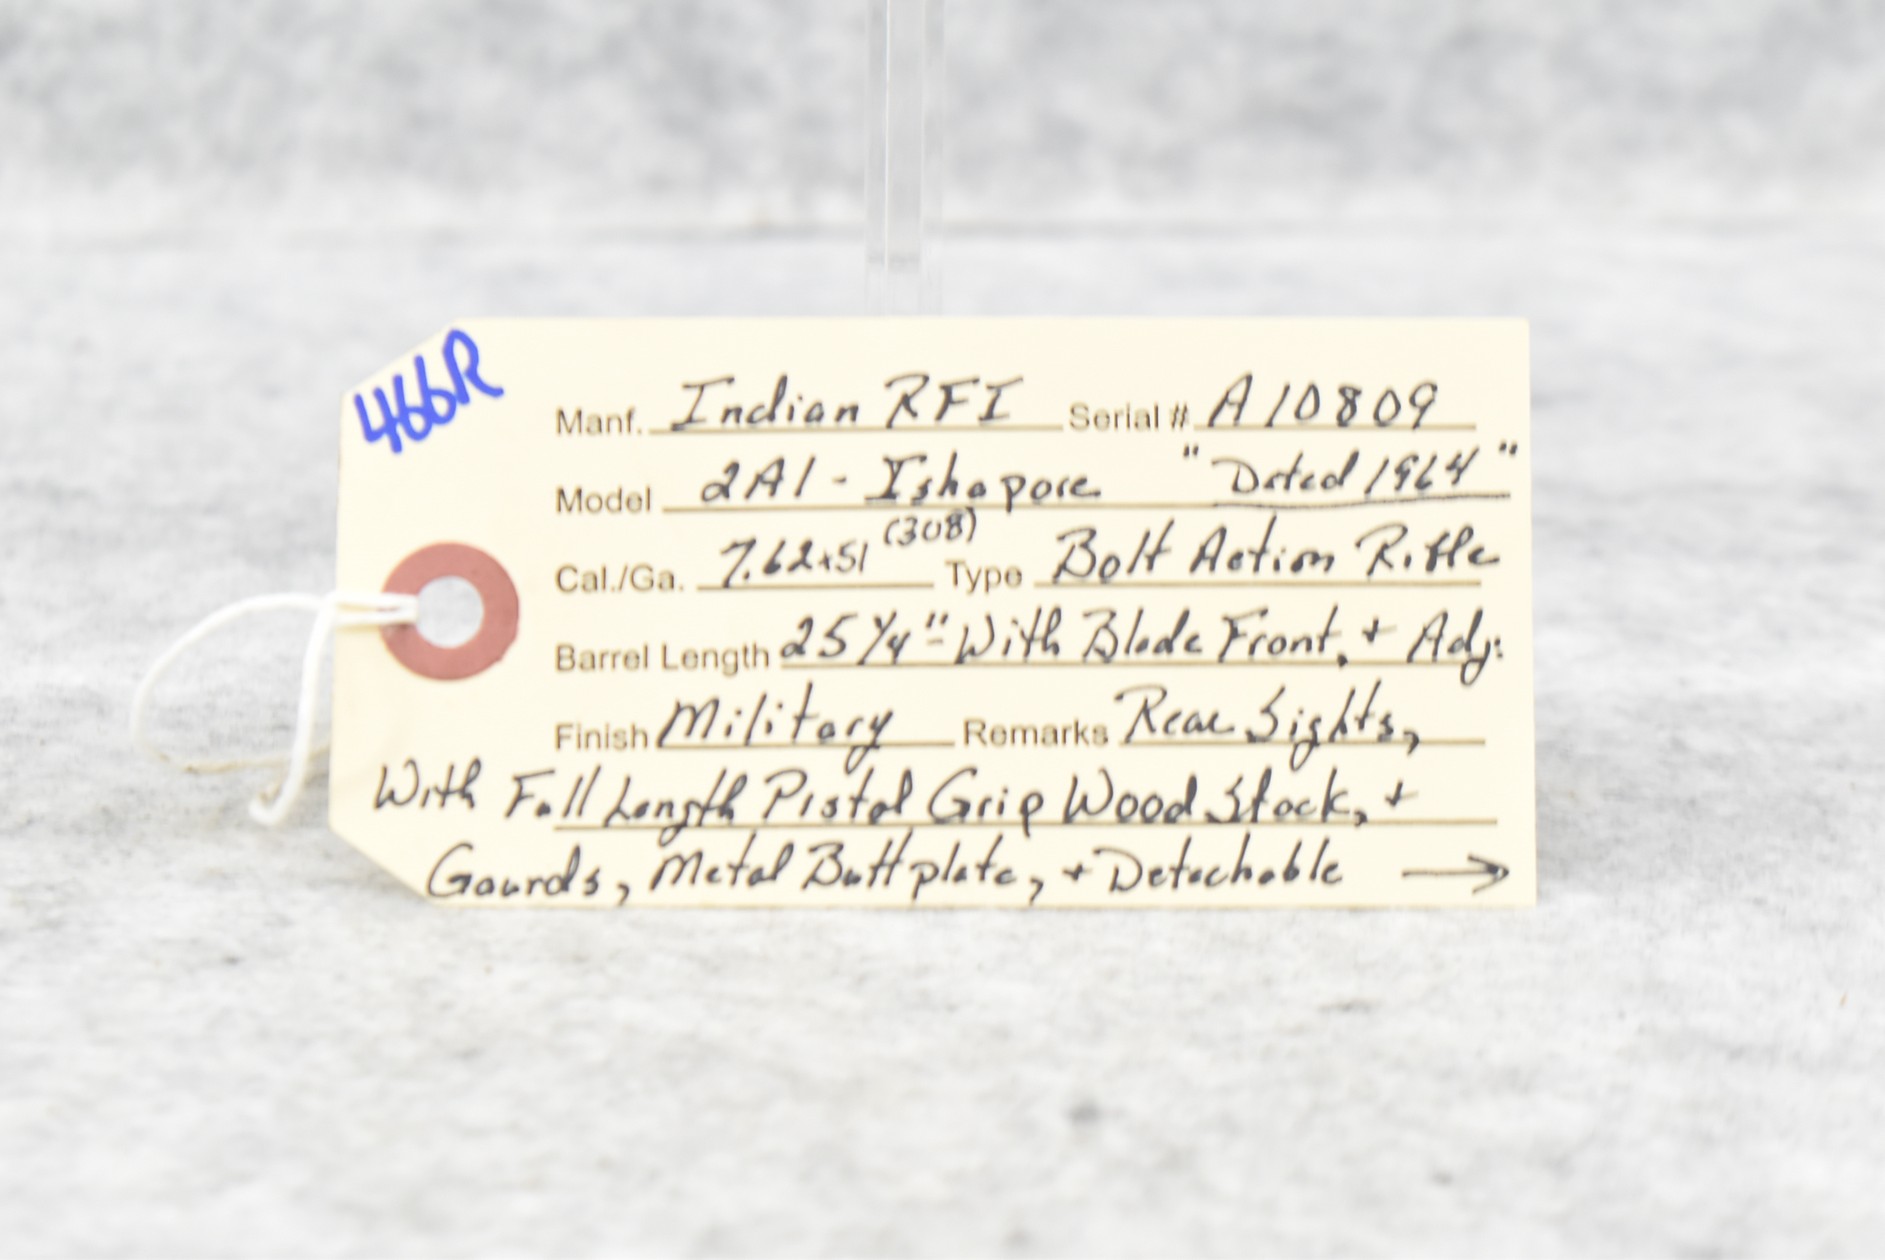 466R
Manf. Indian RFI Serial # A10809
Model 2A1 - Ishapore "Dated 1964"
Cal./Ga. 7.62x51 (308) Type Bolt Action Rifle
Barrel Length 25 1/4" - With Blade Front, + Adj.
Finish Military Remarks Rear Sights,
With Full Length Pistol Grip Wood Stock, +
Gaurds, Metal Buttplate, + Detachable →